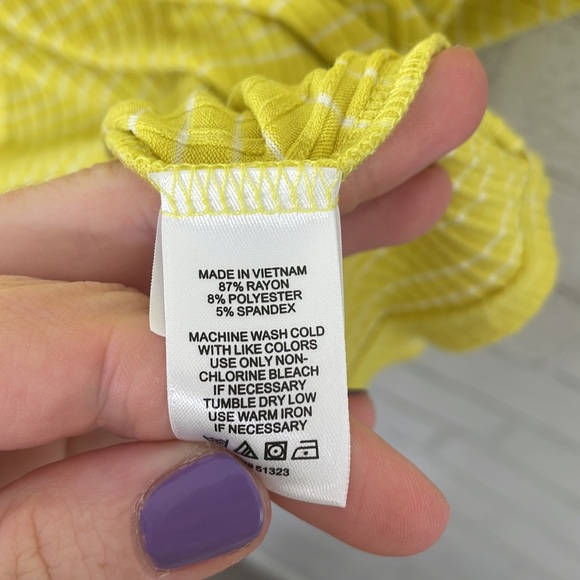 MADE IN VIETNAM
87% RAYON
8% POLYESTER
5% SPANDEX
MACHINE WASH COLD
WITH LIKE COLORS
USE ONLY NON-
CHLORINE BLEACH
IF NECESSARY
TUMBLE DRY LOW
USE WARM IRON
IF NECESSARY
61323